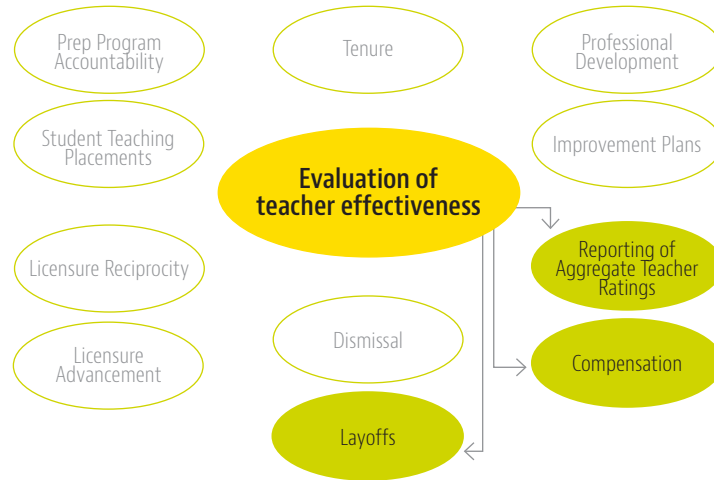 Prep Program
Accountability
Tenure
Professional
Development
Student Teaching
Placements
Improvement Plans
Evaluation of
teacher effectiveness
Licensure Reciprocity
Reporting of
Aggregate Teacher
Ratings
Licensure
Advancement
Dismissal
Compensation
Layoffs